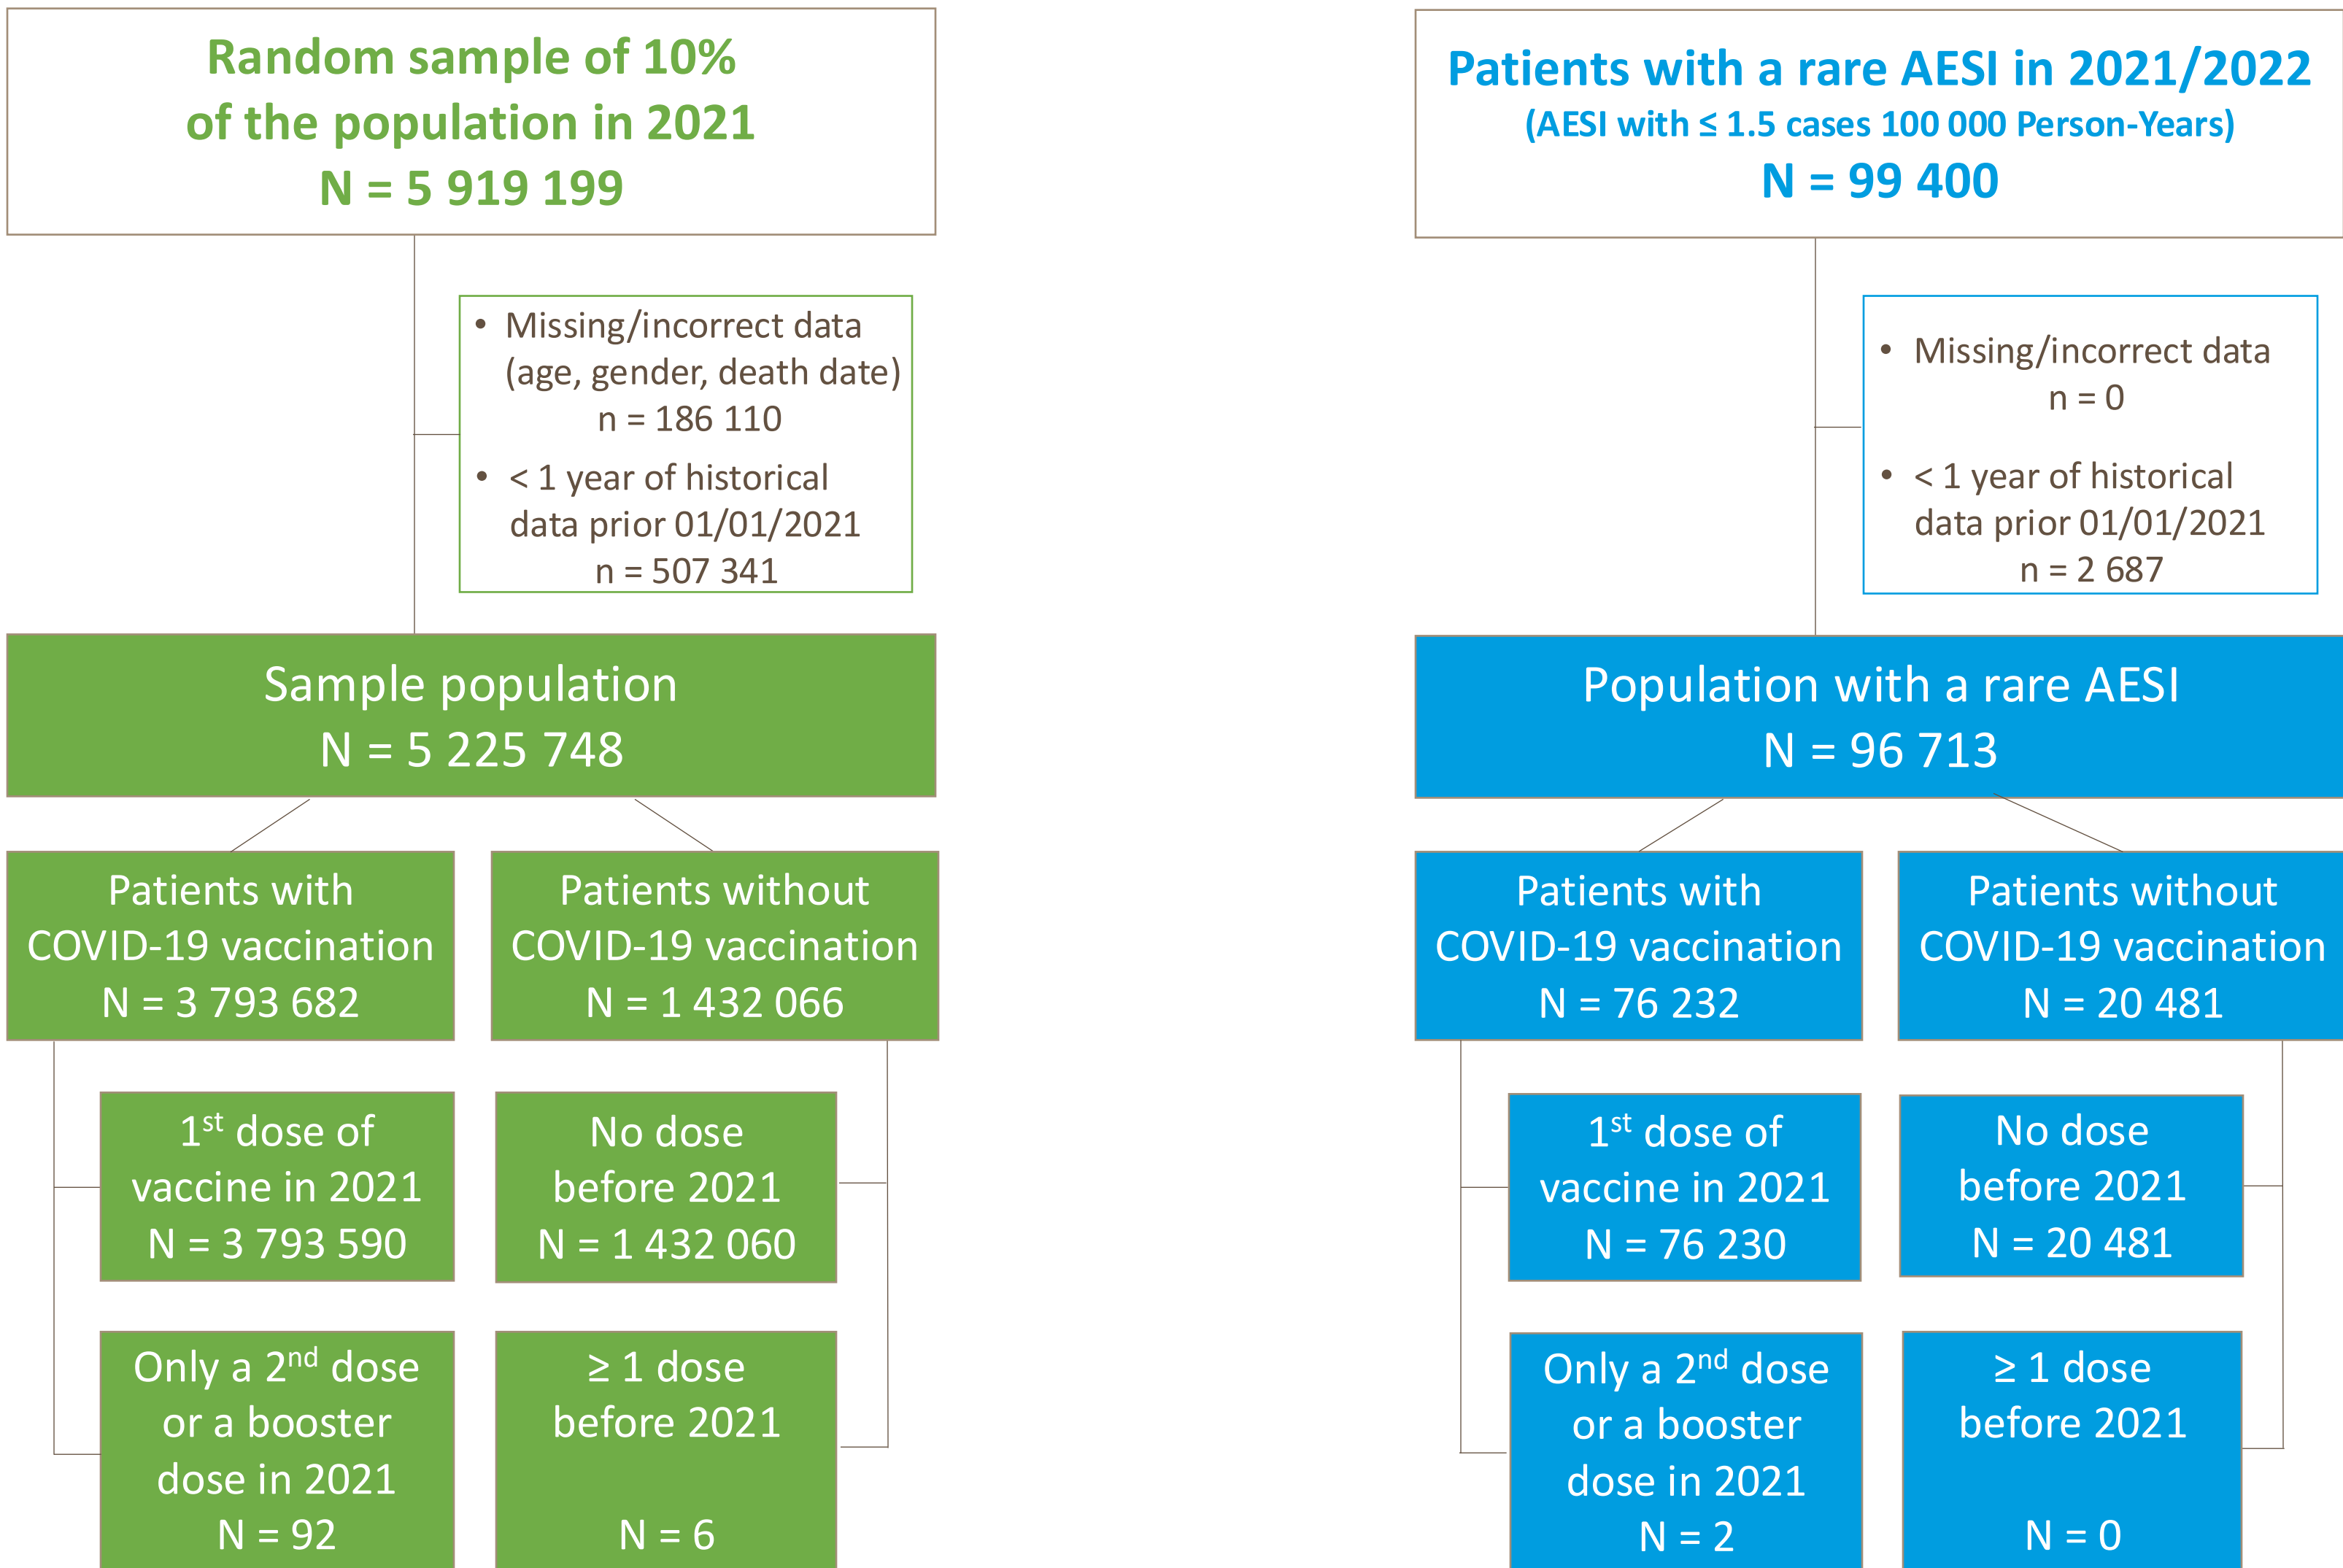 Random sample of 10%
of the population in 2021
N = 5 919 199
• Missing/incorrect data
(age, gender, death date)
n = 186 110
• < 1 year of historical
data prior 01/01/2021
n = 507 341
Sample population
N = 5 225 748
Patients with
COVID-19 vaccination
N = 3 793 682
Patients without
COVID-19 vaccination
N = 1 432 066
1st dose of
vaccine in 2021
N = 3 793 590
No dose
before 2021
N = 1 432 060
Only a 2nd dose
or a booster
dose in 2021
N = 92
≥ 1 dose
before 2021
N = 6
Patients with a rare AESI in 2021/2022
(AESI with ≤ 1.5 cases 100 000 Person-Years)
N = 99 400
• Missing/incorrect data
n = 0
• < 1 year of historical
data prior 01/01/2021
n = 2 687
Population with a rare AESI
N = 96 713
Patients with
COVID-19 vaccination
N = 76 232
Patients without
COVID-19 vaccination
N = 20 481
1st dose of
vaccine in 2021
N = 76 230
No dose
before 2021
N = 20 481
Only a 2nd dose
or a booster
dose in 2021
N = 2
≥ 1 dose
before 2021
N = 0